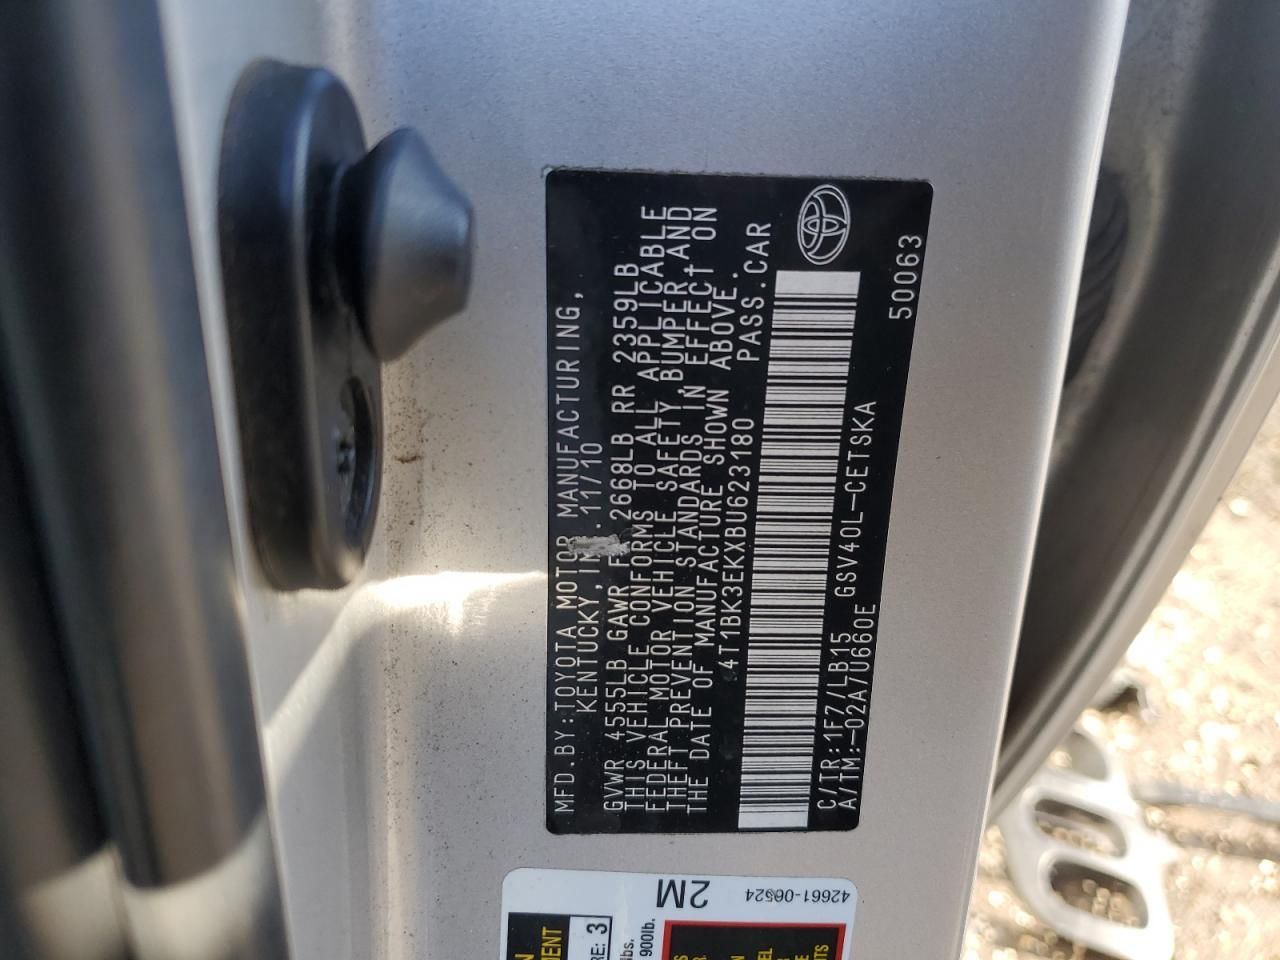 MFD.BY:TOYOTA MOTOR MANUFACTURING,
KENTUCKY, 11/10
GVWR 4555LB GAWR 2668LB RR 2359LB
THIS VEHICLE CONFORMS TO ALL APPLICABLE
FEDERAL MOTOR VEHICLE SAFETY,BUMPER,AND
THEFT PREVENTION STANDARDS IN EFFECT ON
THE DATE OF MANUFACTURE SHOWN ABOVE.
4T1BK3EKXBU623180 PASS.CAR
C/TR:1F7/LB15 GSV40L-CETSKA
A/TM:-02A/U660E
50063
2M
42661-06524